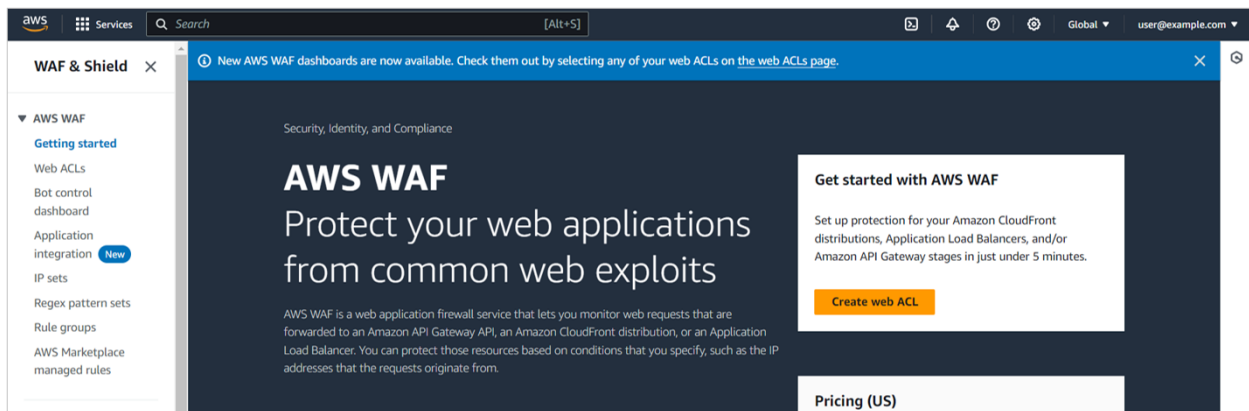 aws
Services
Search
[Alt+S]
Global ▼
user@example.com ▼
WAF & Shield
New AWS WAF dashboards are now available. Check them out by selecting any of your web ACLs on the web ACLs page.
▼ AWS WAF
Getting started
Web ACLs
Bot control
dashboard
Application
integration New
IP sets
Regex pattern sets
Rule groups
AWS Marketplace
managed rules
Security, Identity, and Compliance
AWS WAF
Protect your web applications
from common web exploits
AWS WAF is a web application firewall service that lets you monitor web requests that are
forwarded to an Amazon API Gateway API, an Amazon CloudFront distribution, or an Application
Load Balancer. You can protect those resources based on conditions that you specify, such as the IP
addresses that the requests originate from.
Get started with AWS WAF
Set up protection for your Amazon CloudFront
distributions, Application Load Balancers, and/or
Amazon API Gateway stages in just under 5 minutes.
Create web ACL
Pricing (US)